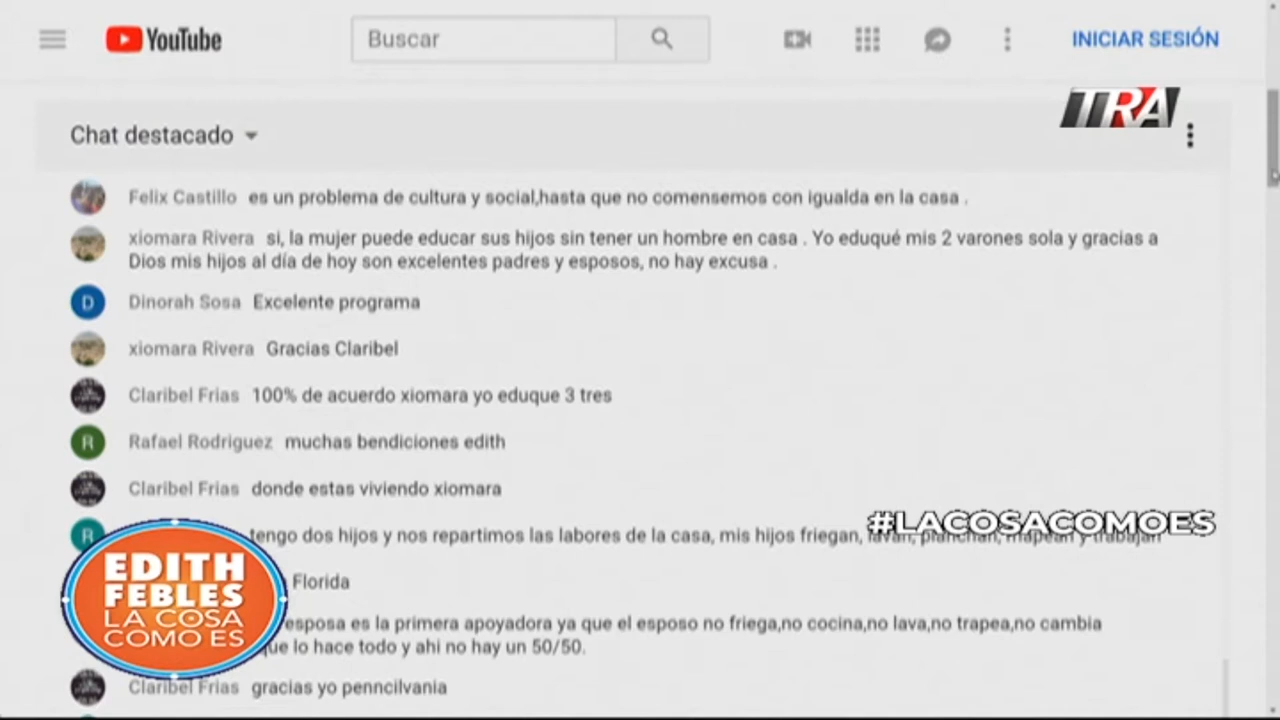 YouTube
Buscar
INICIAR SESIÓN
TRA
Chat destacado
Felix Castillo es un problema de cultura y social,hasta que no comensemos con igualda en la casa .
xiomara Rivera si, la mujer puede educar sus hijos sin tener un hombre en casa . Yo eduqué mis 2 varones sola y gracias a
Dios mis hijos al día de hoy son excelentes padres y esposos, no hay excusa .
D Dinorah Sosa Excelente programa
xiomara Rivera Gracias Claribel
Claribel Frias 100% de acuerdo xiomara yo eduque 3 tres
R Rafael Rodriguez muchas bendiciones edith
Claribel Frias donde estas viviendo xiomara
#LACOSACOMOES
R tengo dos hijos y nos repartimos las labores de la casa, mis hijos friegan, lavan, planchan, mapean y trabajan
Florida
esposa es la primera apoyadora ya que el esposo no friega,no cocina,no lava,no trapea,no cambia
que lo hace todo y ahi no hay un 50/50.
Claribel Frias gracias yo penncilvania
EDITH
FEBLES
LA COSA
COMO ES